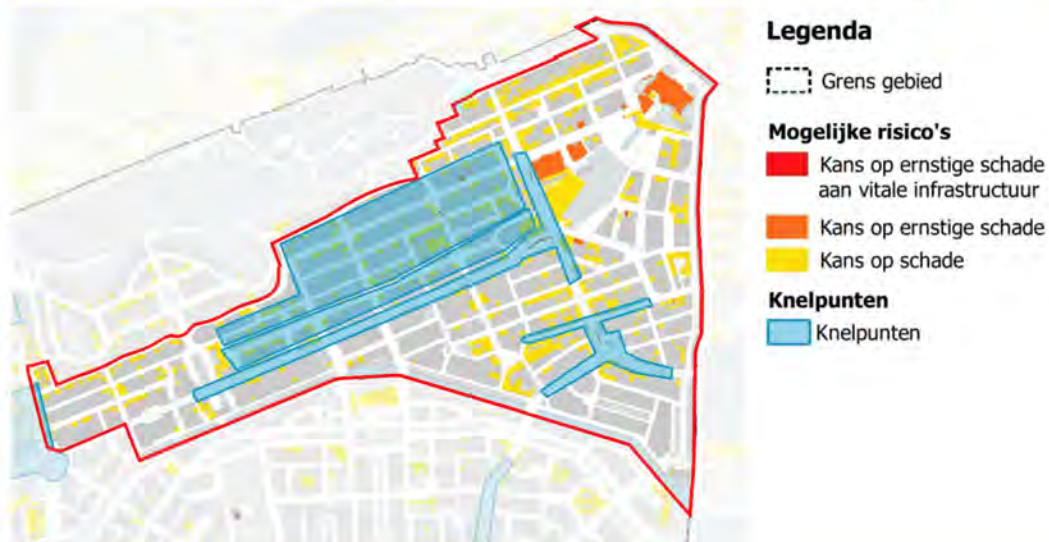 Legenda
Grens gebied
Mogelijke risico's
Kans op ernstige schade
aan vitale infrastructuur
Kans op ernstige schade
Kans op schade
Knelpunten
Knelpunten